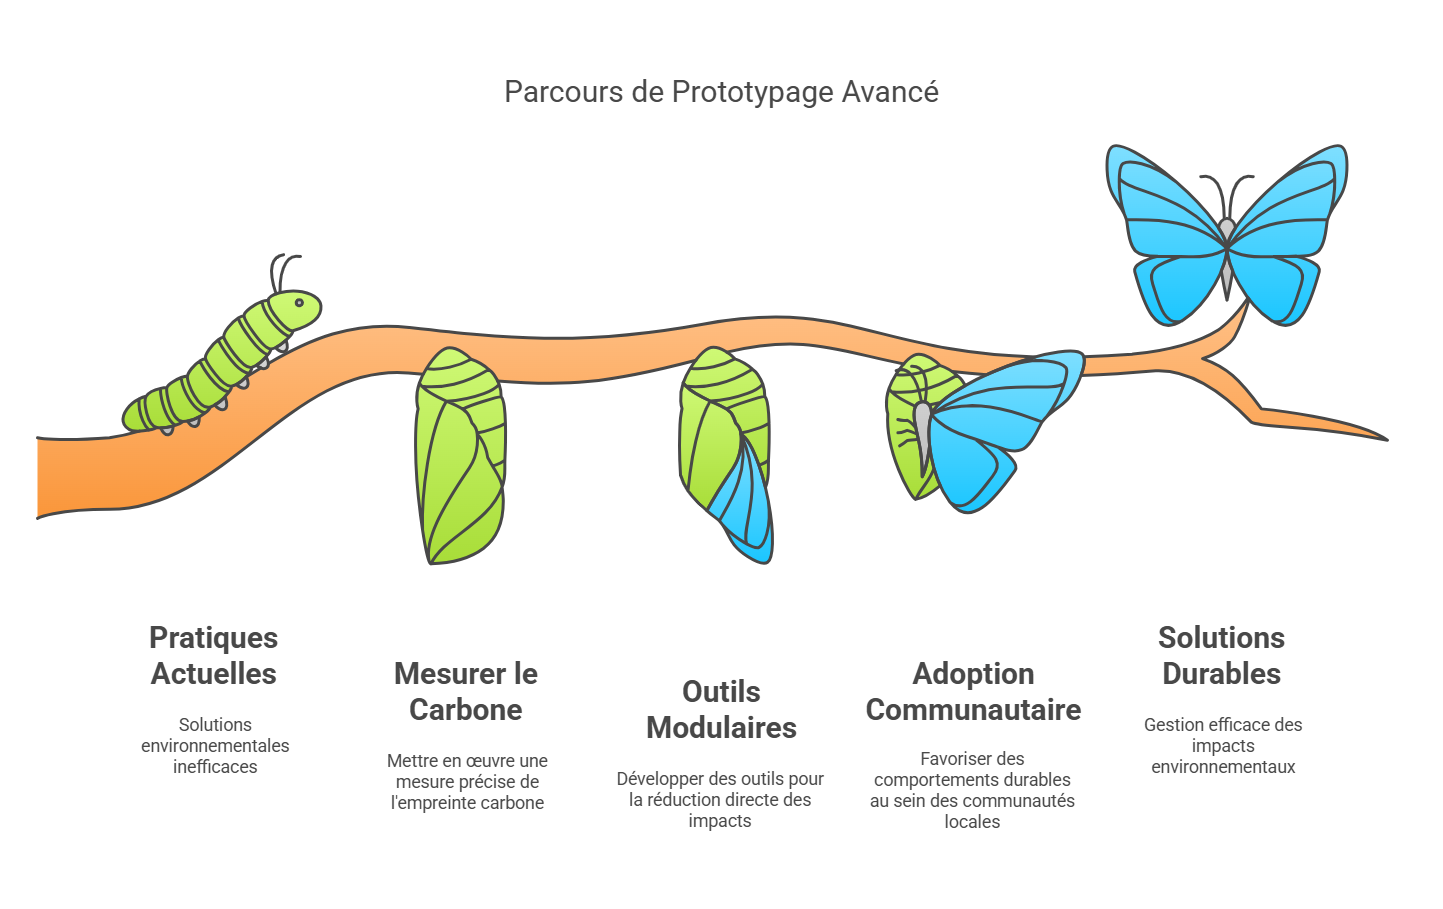 Parcours de Prototypage Avancé
Pratiques
Actuelles
Solutions
environnementales
inefficaces
Mesurer le
Carbone
Mettre en œuvre une
mesure précise de
l'empreinte carbone
Outils
Modulaires
Développer des outils pour
la réduction directe des
impacts
Adoption
Communautaire
Favoriser des
comportements durables
au sein des communautés
locales
Solutions
Durables
Gestion efficace des
impacts
environnementaux